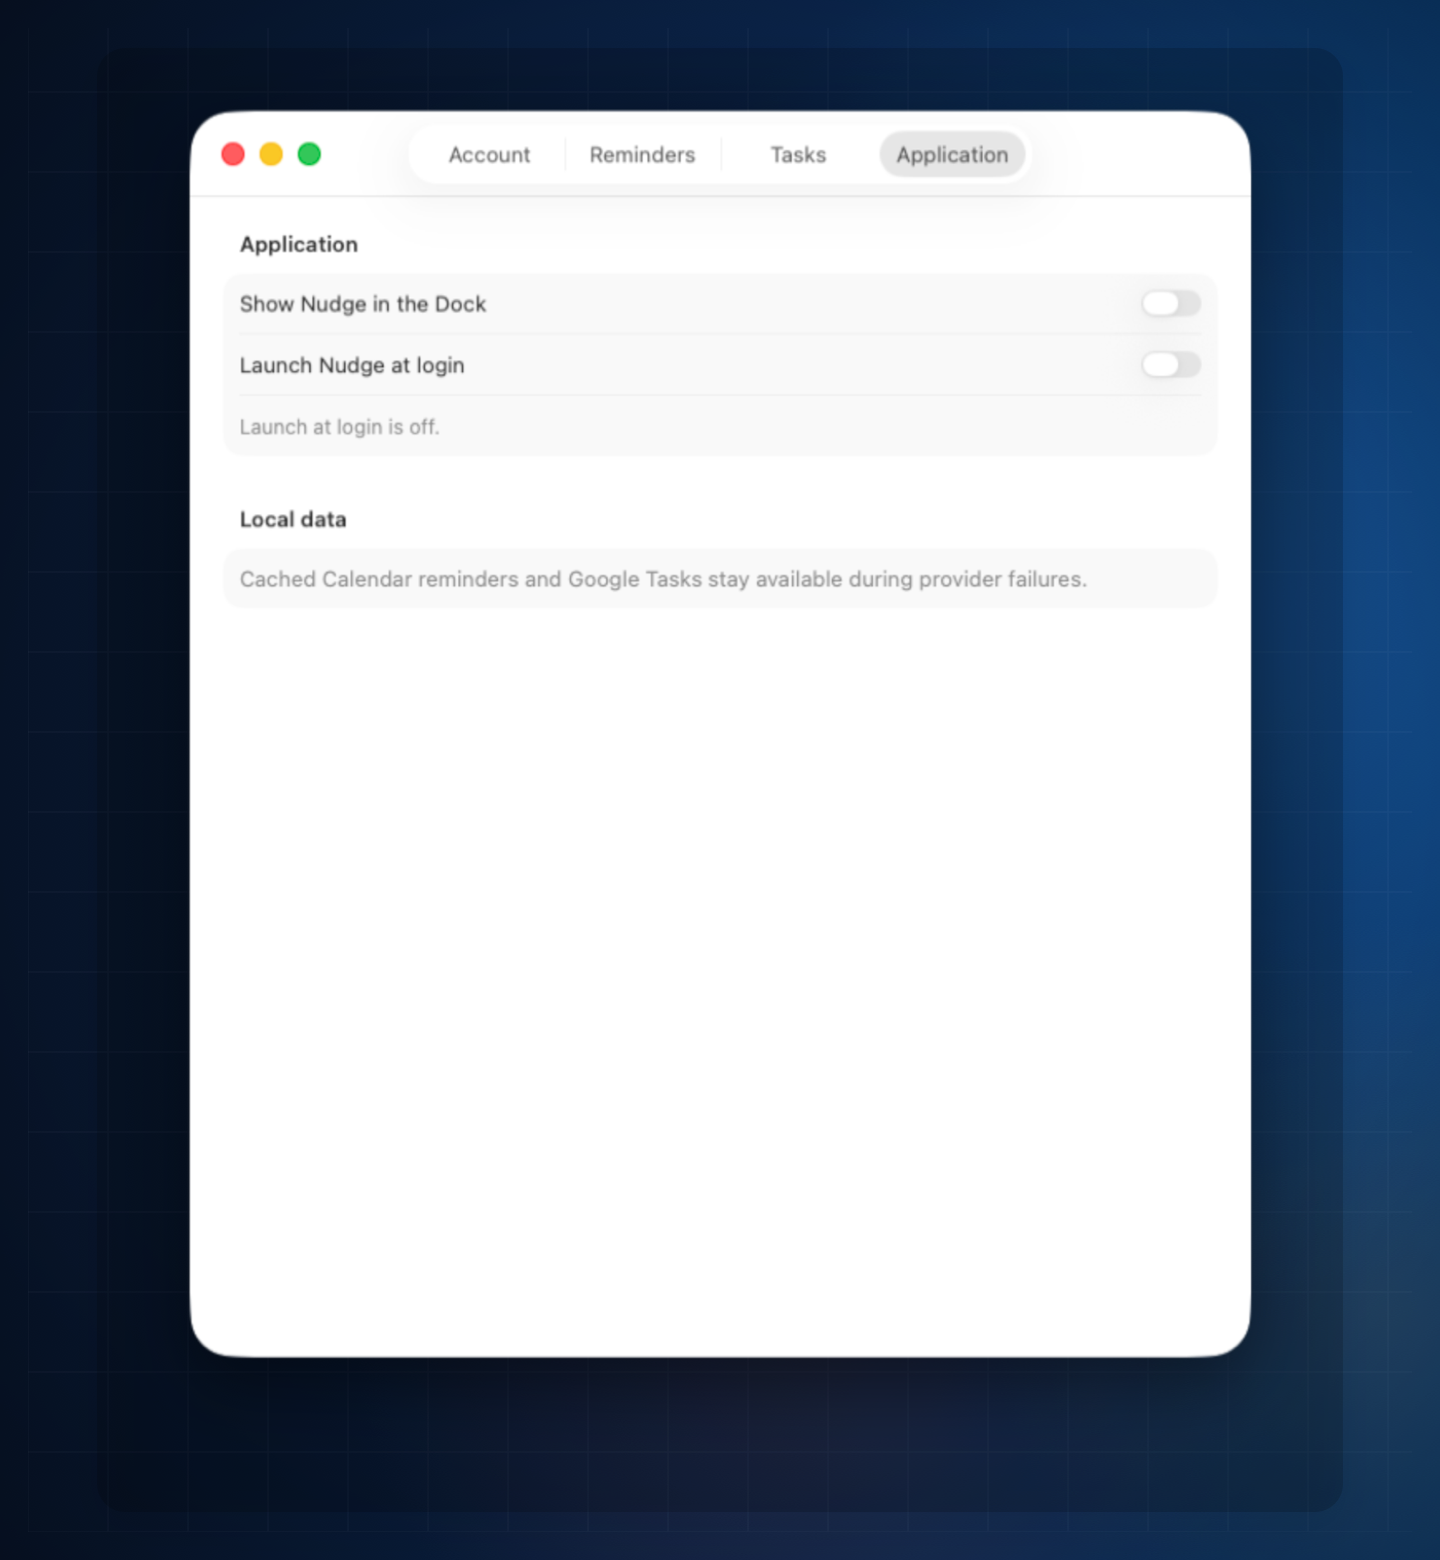 Account
Reminders
Tasks
Application
Application
Show Nudge in the Dock
Launch Nudge at login
Launch at login is off.
Local data
Cached Calendar reminders and Google Tasks stay available during provider failures.